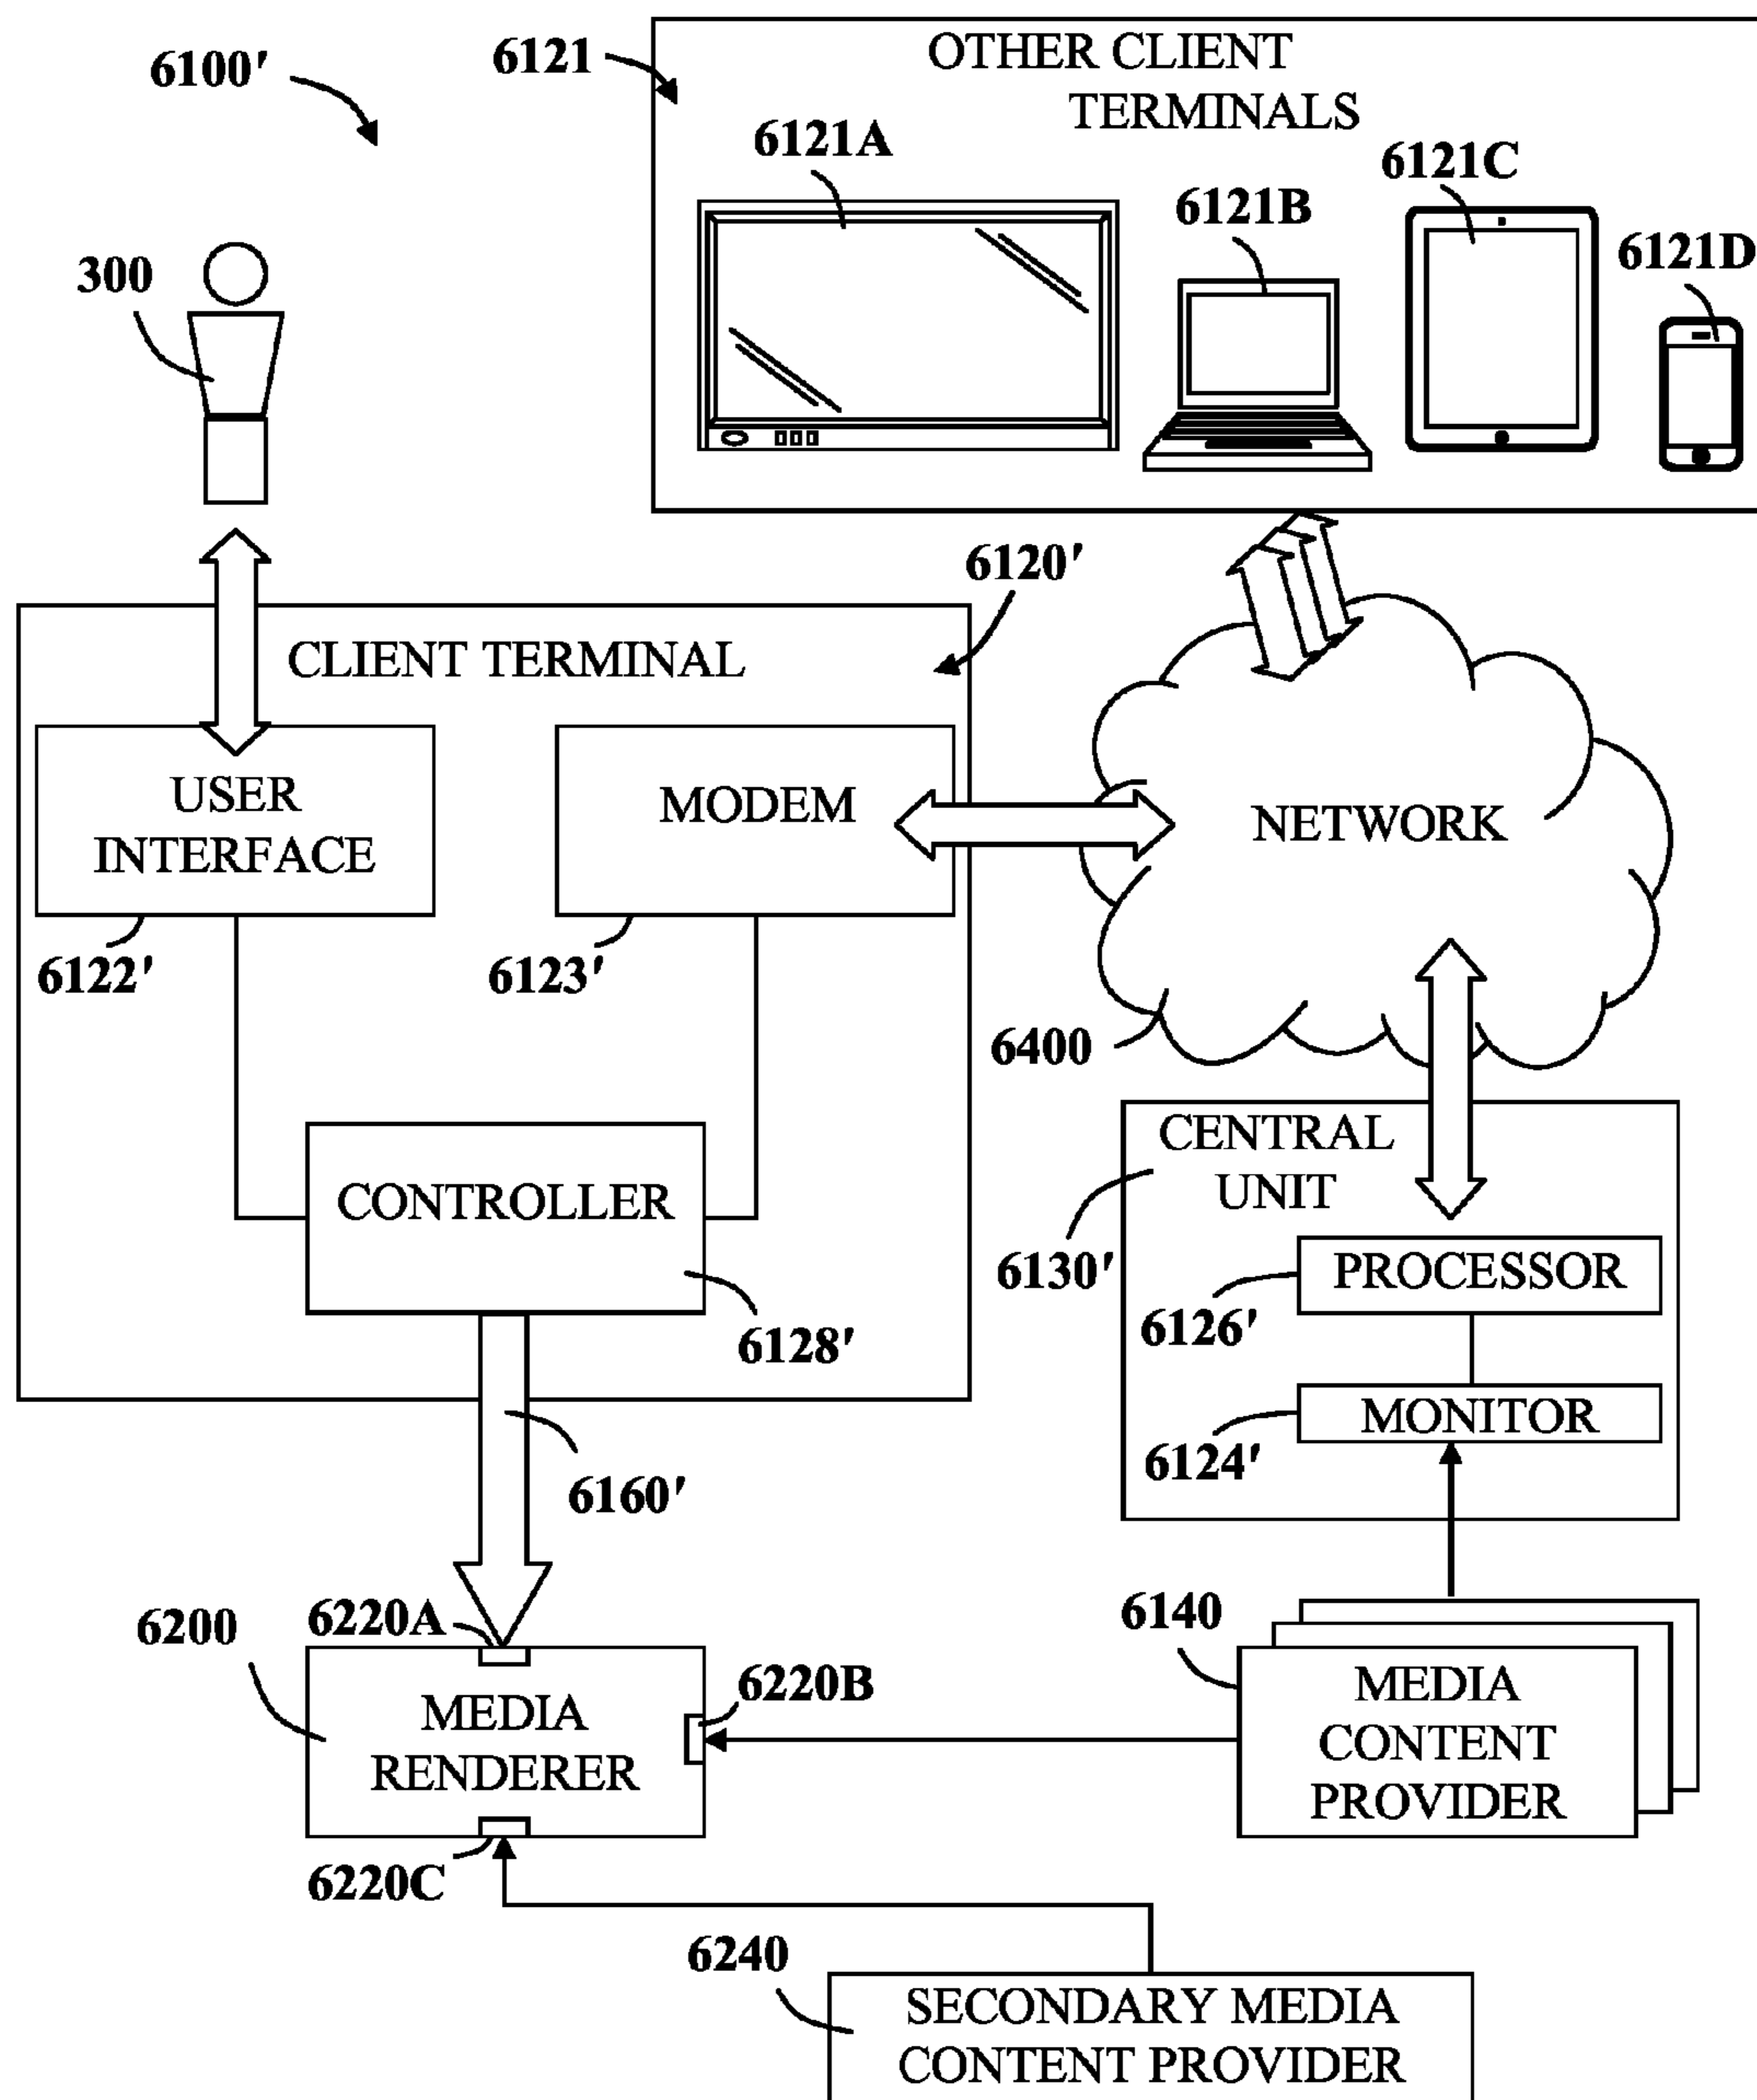 6100'
6121
OTHER CLIENT
TERMINALS
6121A
6121B
6121C
6121D
300
6120'
CLIENT TERMINAL
USER
INTERFACE
MODEM
NETWORK
6122'
6123'
6400
CONTROLLER
6128'
CENTRAL
UNIT
6130'
PROCESSOR
6126'
MONITOR
6124'
6160'
6200
6220A
6220B
MEDIA
RENDERER
6220C
6140
MEDIA
CONTENT
PROVIDER
6240
SECONDARY MEDIA
CONTENT PROVIDER